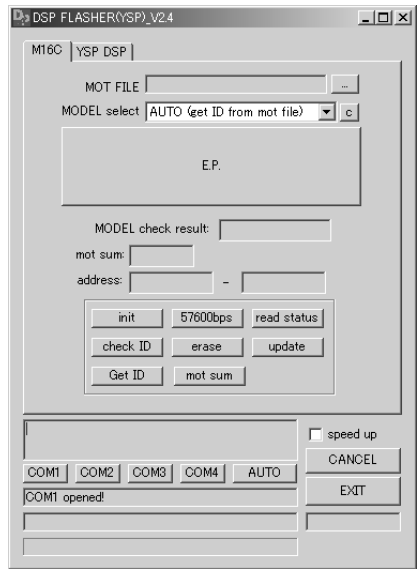 DSP FLASHER(YSP)_V2.4
M16C YSP DSP
MOT FILE ...
MODEL select AUTO (get ID from mot file) c
E.P.
MODEL check result:
mot sum:
address: -
init 57600bps read status
check ID erase update
Get ID mot sum
speed up
CANCEL
COM1 COM2 COM3 COM4 AUTO
COM1 opened!
EXIT